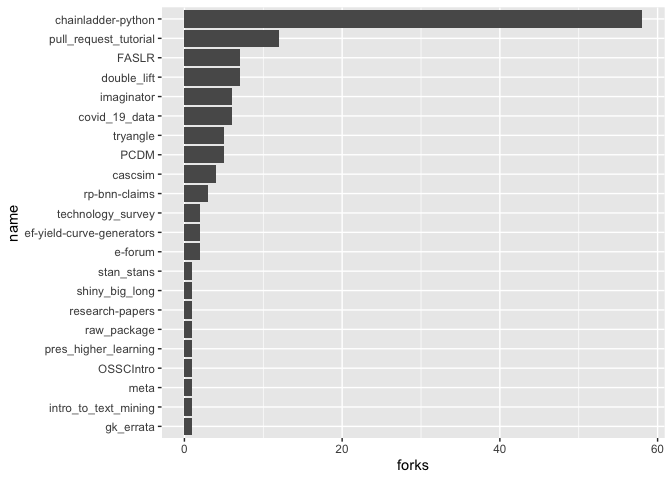 chainladder-python
pull_request_tutorial
FASLR
double_lift
imaginator
covid_19_data
tryangle
PCDM
cascsim
rp-bnn-claims
technology_survey
ef-yield-curve-generators
e-forum
stan_stans
shiny_big_long
research-papers
raw_package
pres_higher_learning
OSSCIntro
meta
intro_to_text_mining
gk_errata
name
0 20 40 60
forks